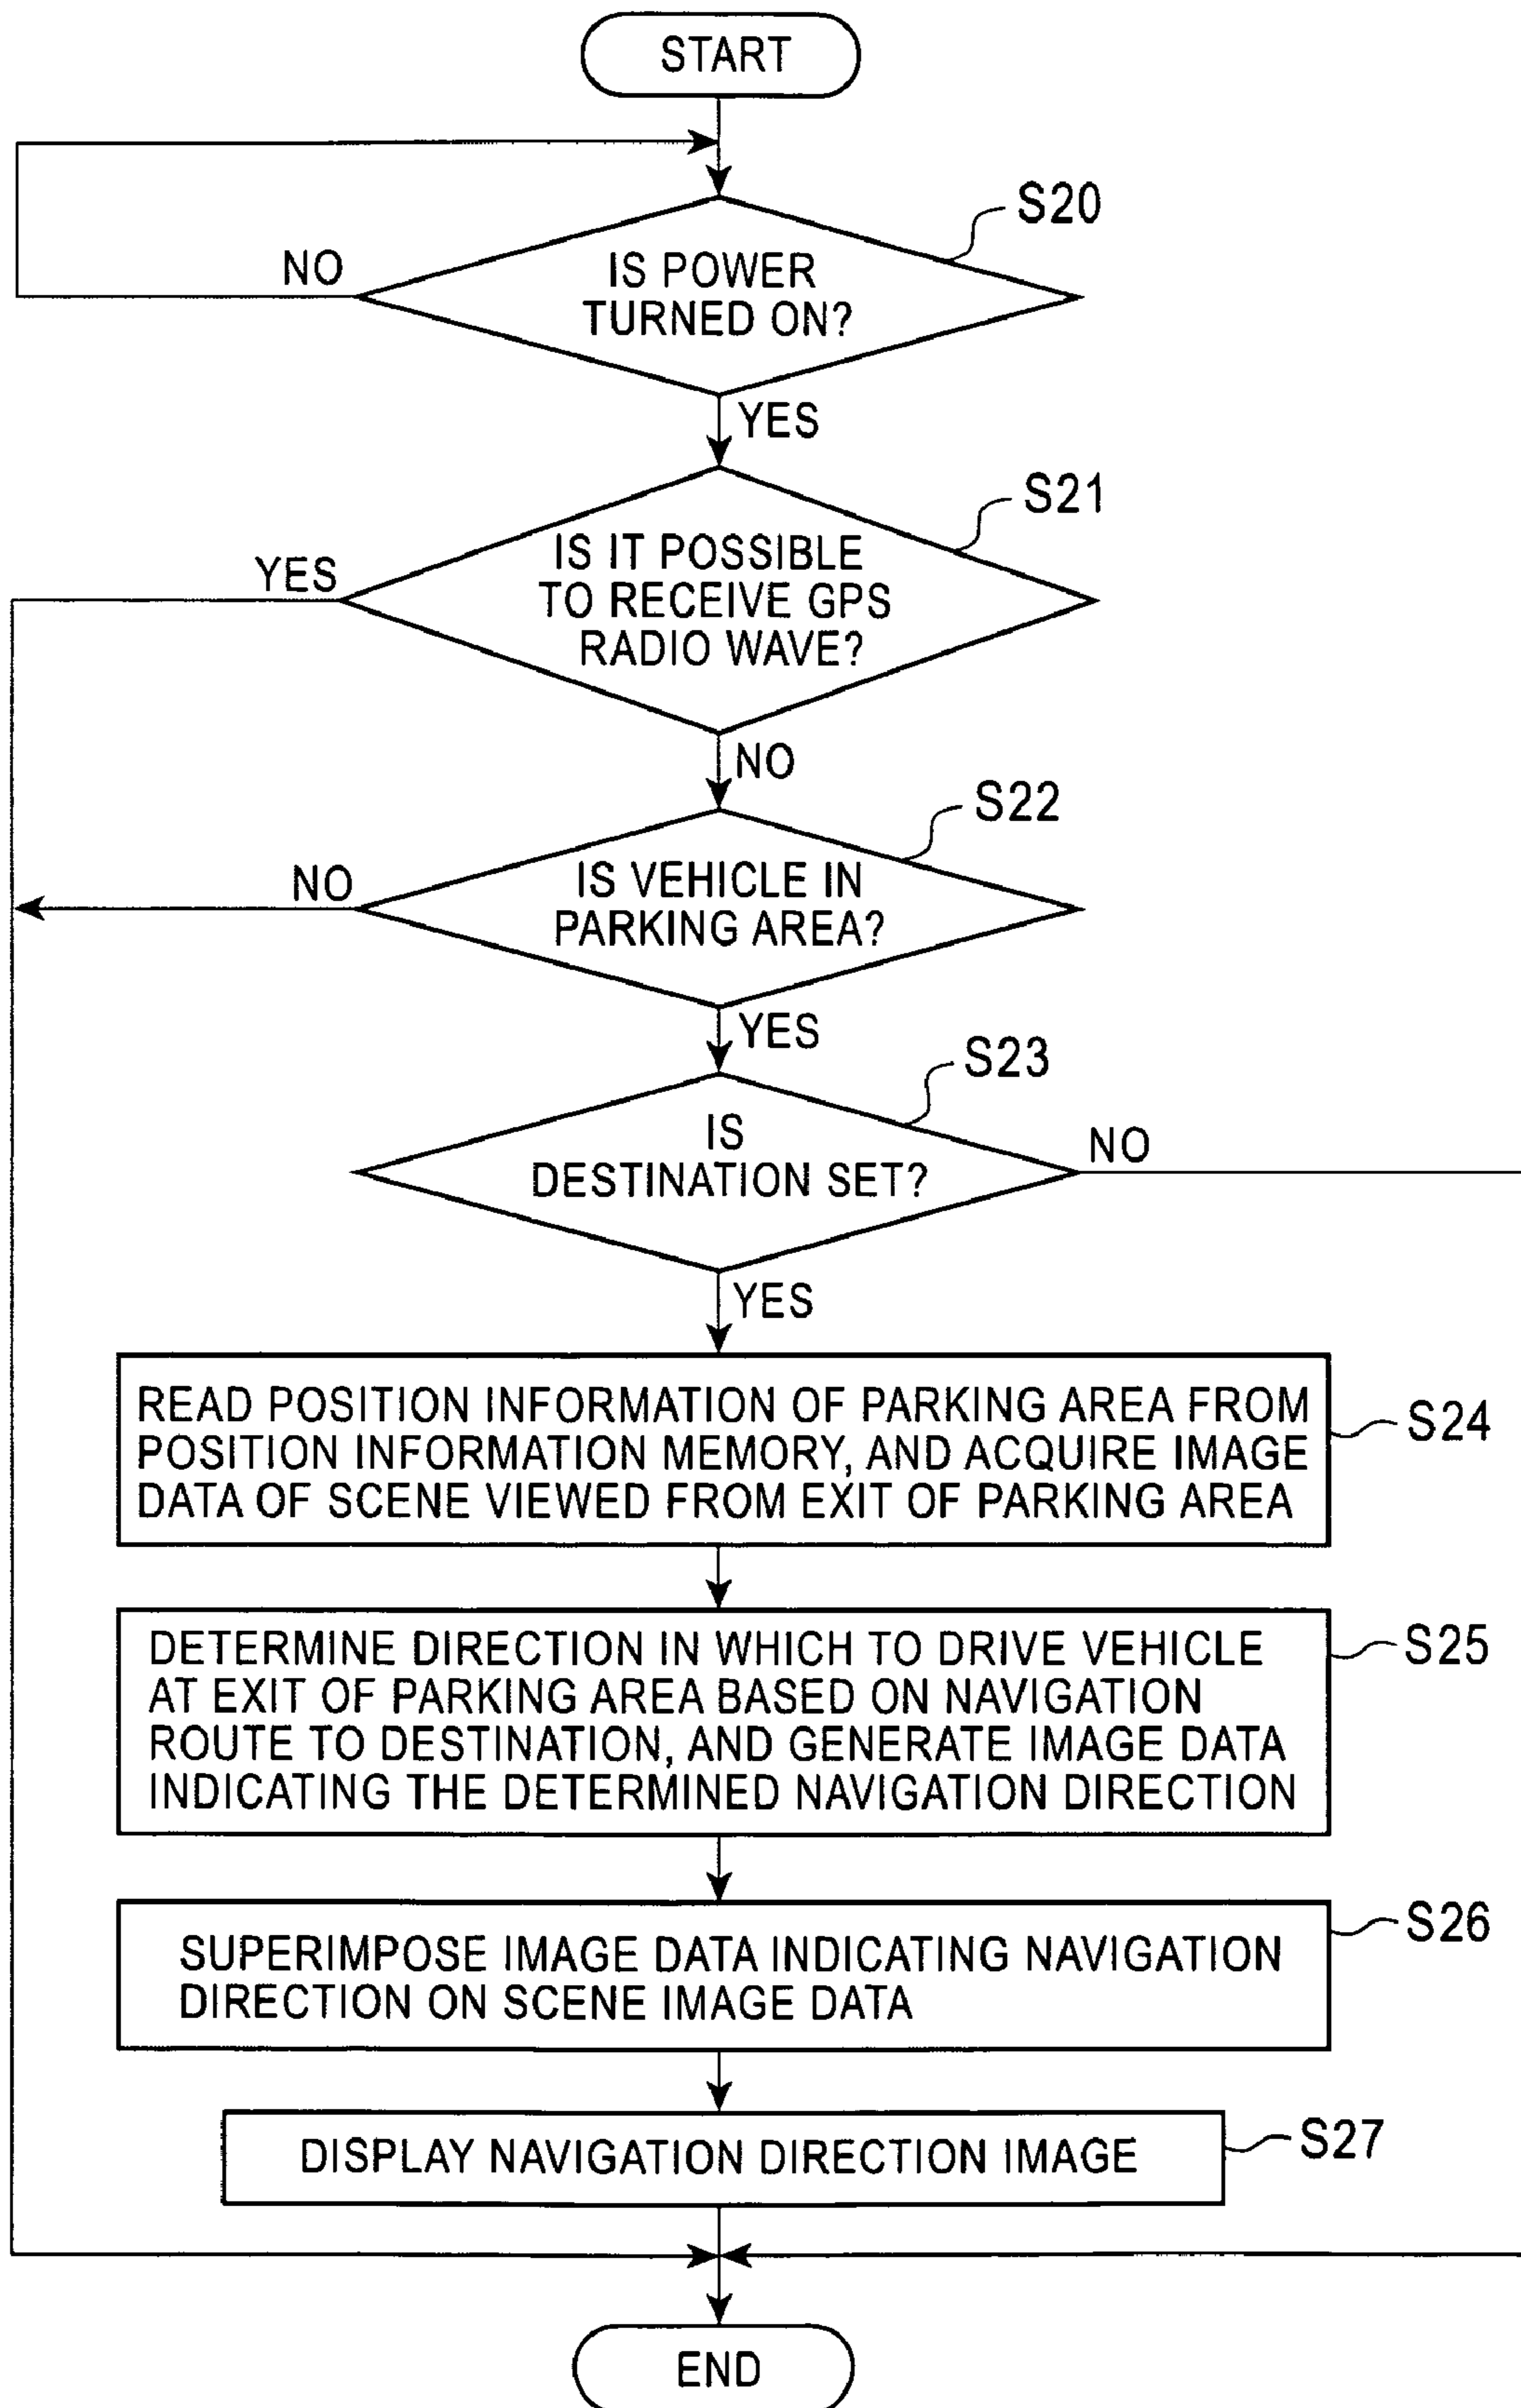 START
S20
NO
IS POWER
TURNED ON?
YES
S21
YES
IS IT POSSIBLE
TO RECEIVE GPS
RADIO WAVE?
NO
S22
NO
IS VEHICLE IN
PARKING AREA?
YES
S23
IS
DESTINATION SET?
NO
YES
READ POSITION INFORMATION OF PARKING AREA FROM
POSITION INFORMATION MEMORY, AND ACQUIRE IMAGE
DATA OF SCENE VIEWED FROM EXIT OF PARKING AREA
S24
DETERMINE DIRECTION IN WHICH TO DRIVE VEHICLE
AT EXIT OF PARKING AREA BASED ON NAVIGATION
ROUTE TO DESTINATION, AND GENERATE IMAGE DATA
INDICATING THE DETERMINED NAVIGATION DIRECTION
S25
SUPERIMPOSE IMAGE DATA INDICATING NAVIGATION
DIRECTION ON SCENE IMAGE DATA
S26
DISPLAY NAVIGATION DIRECTION IMAGE
S27
END